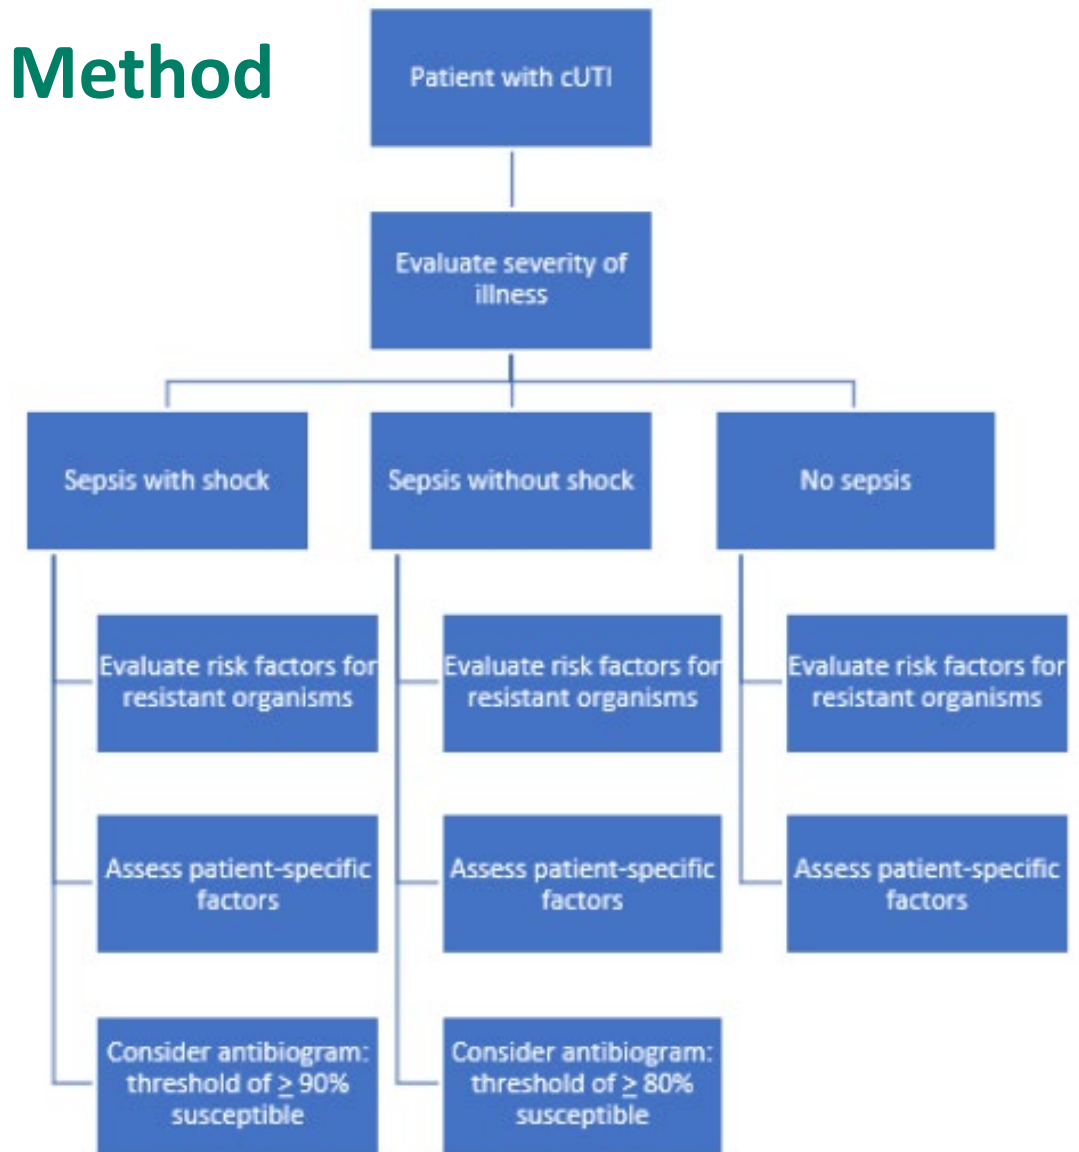 Method
Patient with cUTI
Evaluate severity of
illness
Sepsis with shock
Sepsis without shock
No sepsis
Evaluate risk factors for
resistant organisms
Evaluate risk factors for
resistant organisms
Evaluate risk factors for
resistant organisms
Assess patient-specific
factors
Assess patient-specific
factors
Assess patient-specific
factors
Consider antibiogram:
threshold of ≥ 90%
susceptible
Consider antibiogram:
threshold of ≥ 80%
susceptible